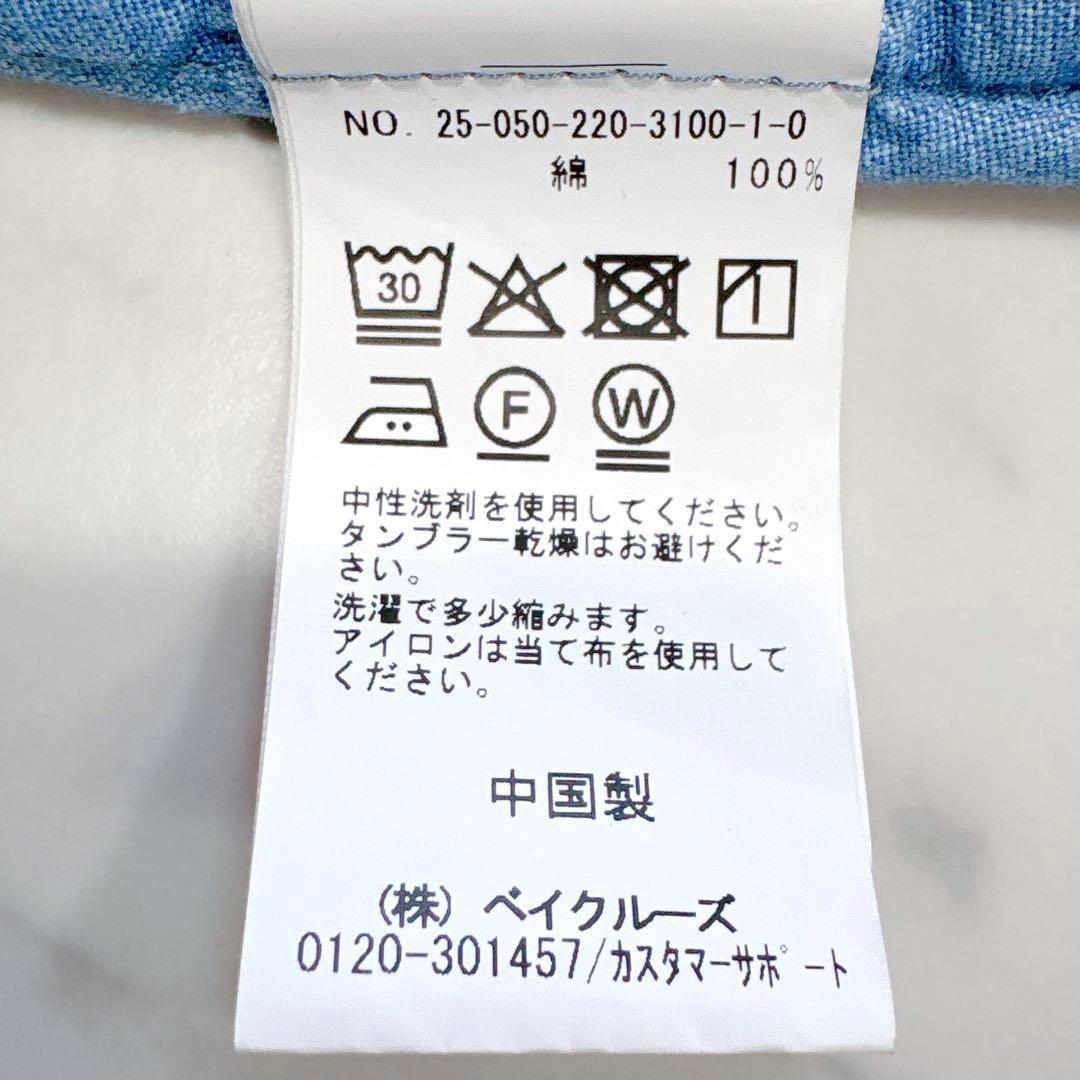 NO. 25-050-220-3100-1-0
綿 100%
30
F W
中性洗剤を使用してください。
タンブラー乾燥はお避けくだ
さい。
洗濯で多少縮みます。
アイロンは当て布を使用して
ください。
中国製
(株) ベイクルーズ
0120-301457/カスタマーサポート